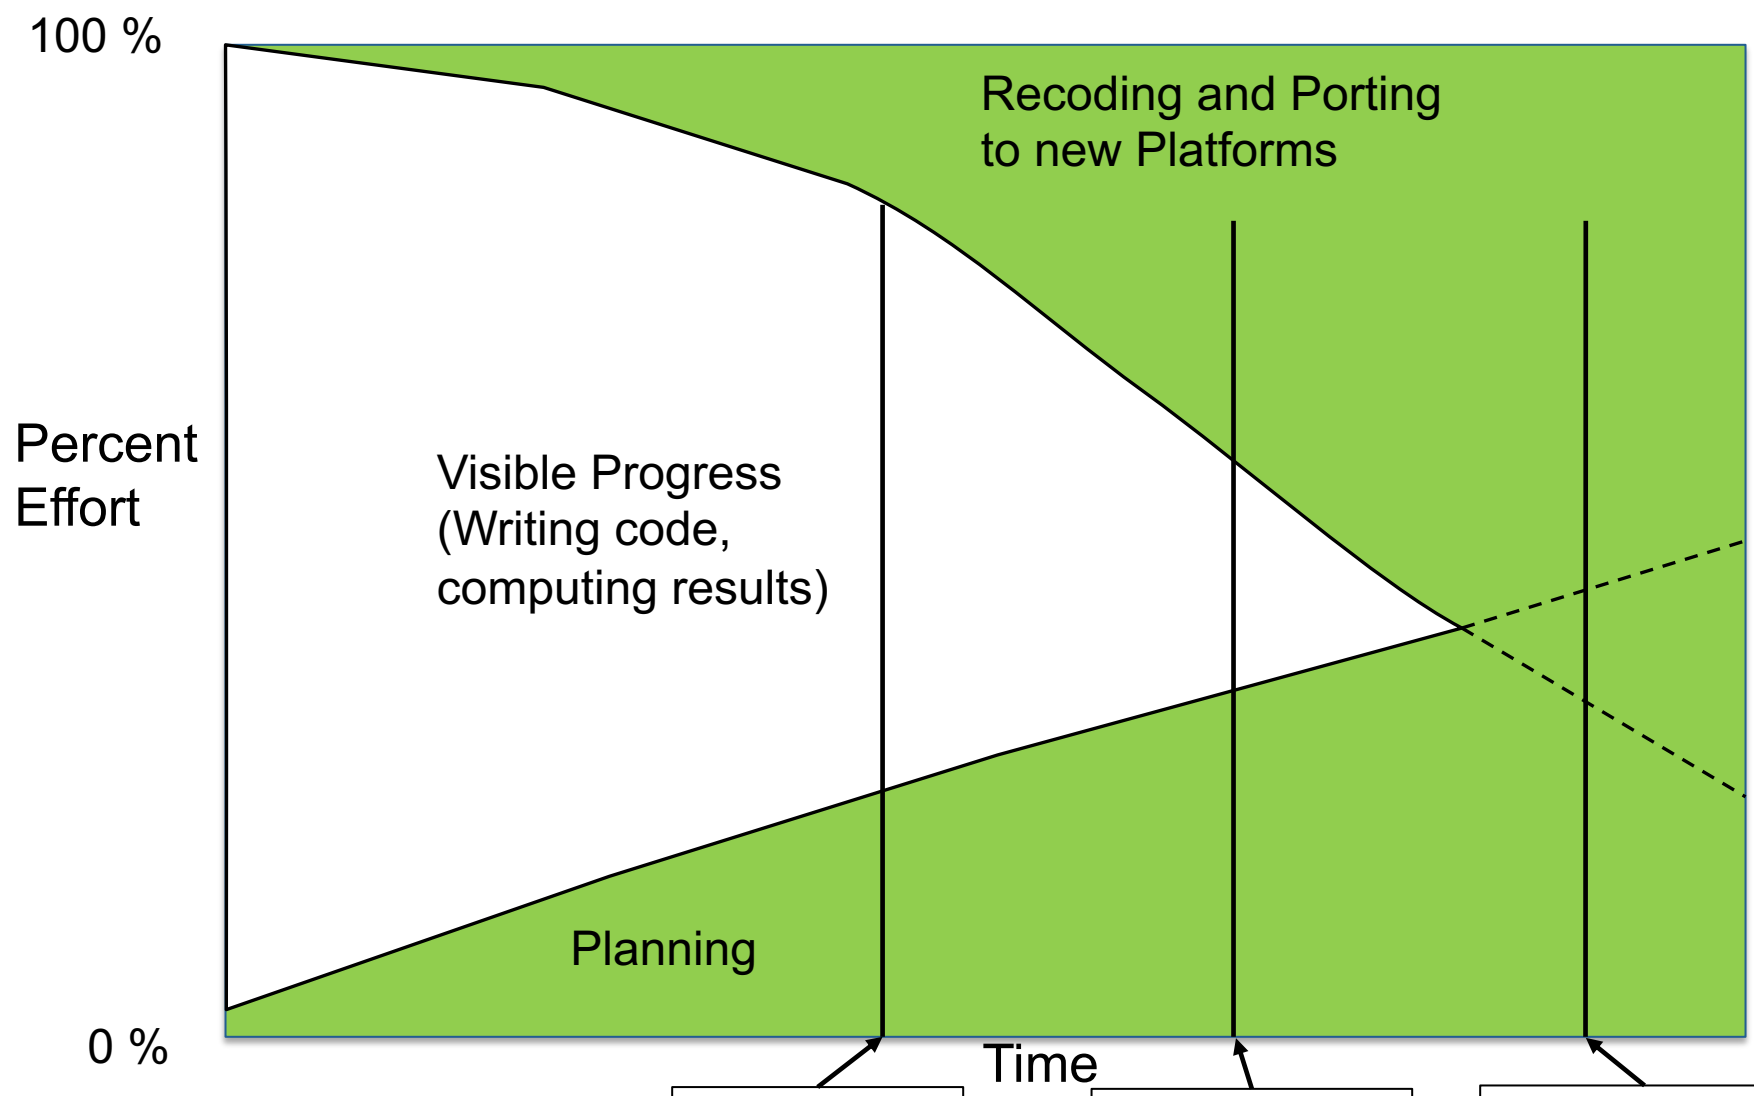 100 %
Recoding and Porting
to new Platforms
Percent
Effort
Visible Progress
(Writing code,
computing results)
Planning
0 %
Time